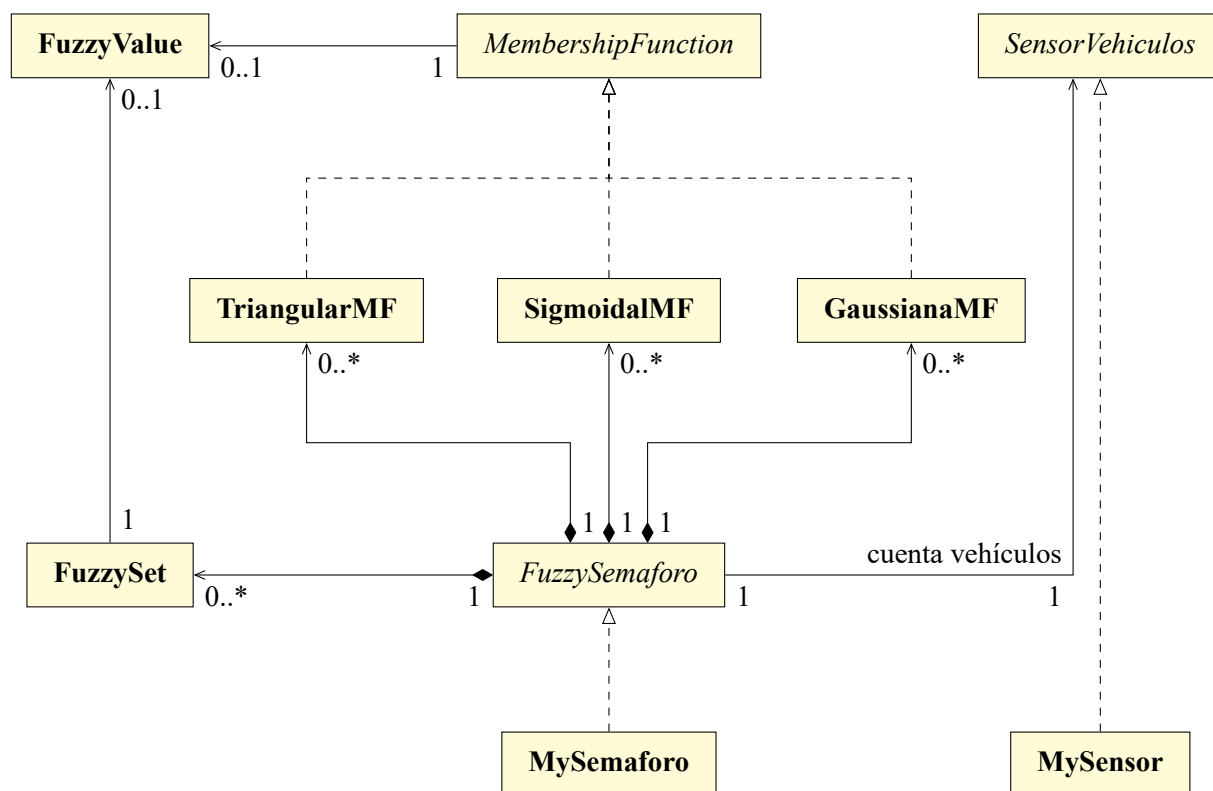 FuzzyValue
MembershipFunction
SensorVehiculos
0..1
1
0..1
TriangularMF
SigmoidalMF
GaussianaMF
0..*
0..*
0..*
1
1
1
1
cuenta vehículos
FuzzySet
FuzzySemaforo
0..*
1
1
1
MySemaforo
MySensor